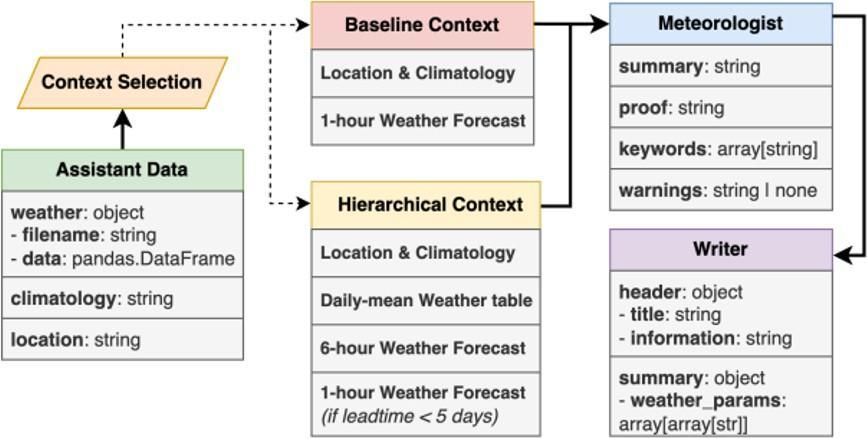 Context Selection
Assistant Data
weather: object
- filename: string
- data: pandas.DataFrame
climatology: string
location: string
Baseline Context
Location & Climatology
1-hour Weather Forecast
Hierarchical Context
Location & Climatology
Daily-mean Weather table
6-hour Weather Forecast
1-hour Weather Forecast
(if leadtime < 5 days)
Meteorologist
summary: string
proof: string
keywords: array[string]
warnings: string | none
Writer
header: object
- title: string
- information: string
summary: object
- weather_params:
array[array[str]]